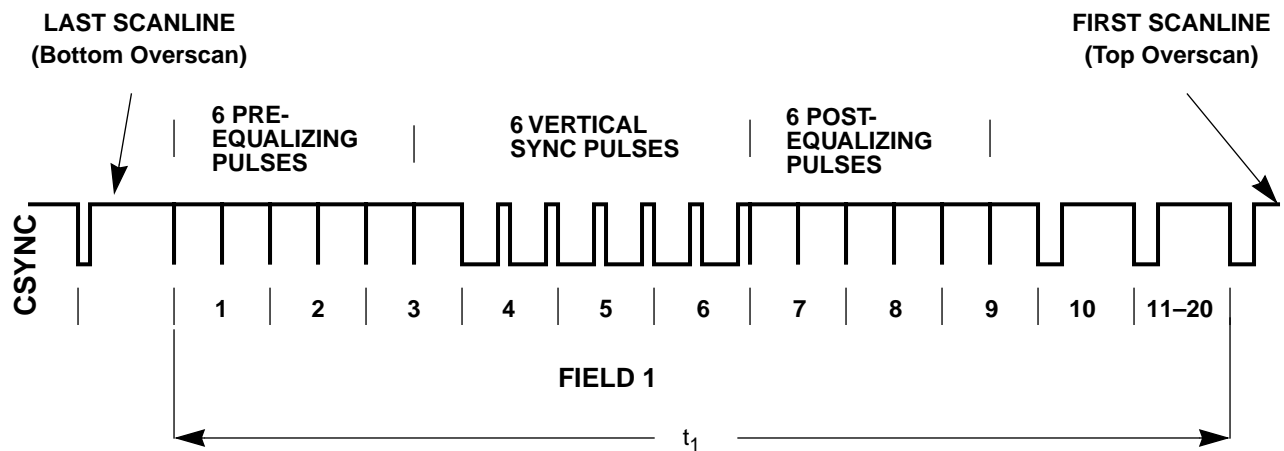 LAST SCANLINE
(Bottom Overscan)
FIRST SCANLINE
(Top Overscan)
6 PRE-
EQUALIZING
PULSES
6 VERTICAL
SYNC PULSES
6 POST-
EQUALIZING
PULSES
CSYNC
1 2 3 4 5 6 7 8 9 10 11–20
FIELD 1
t1